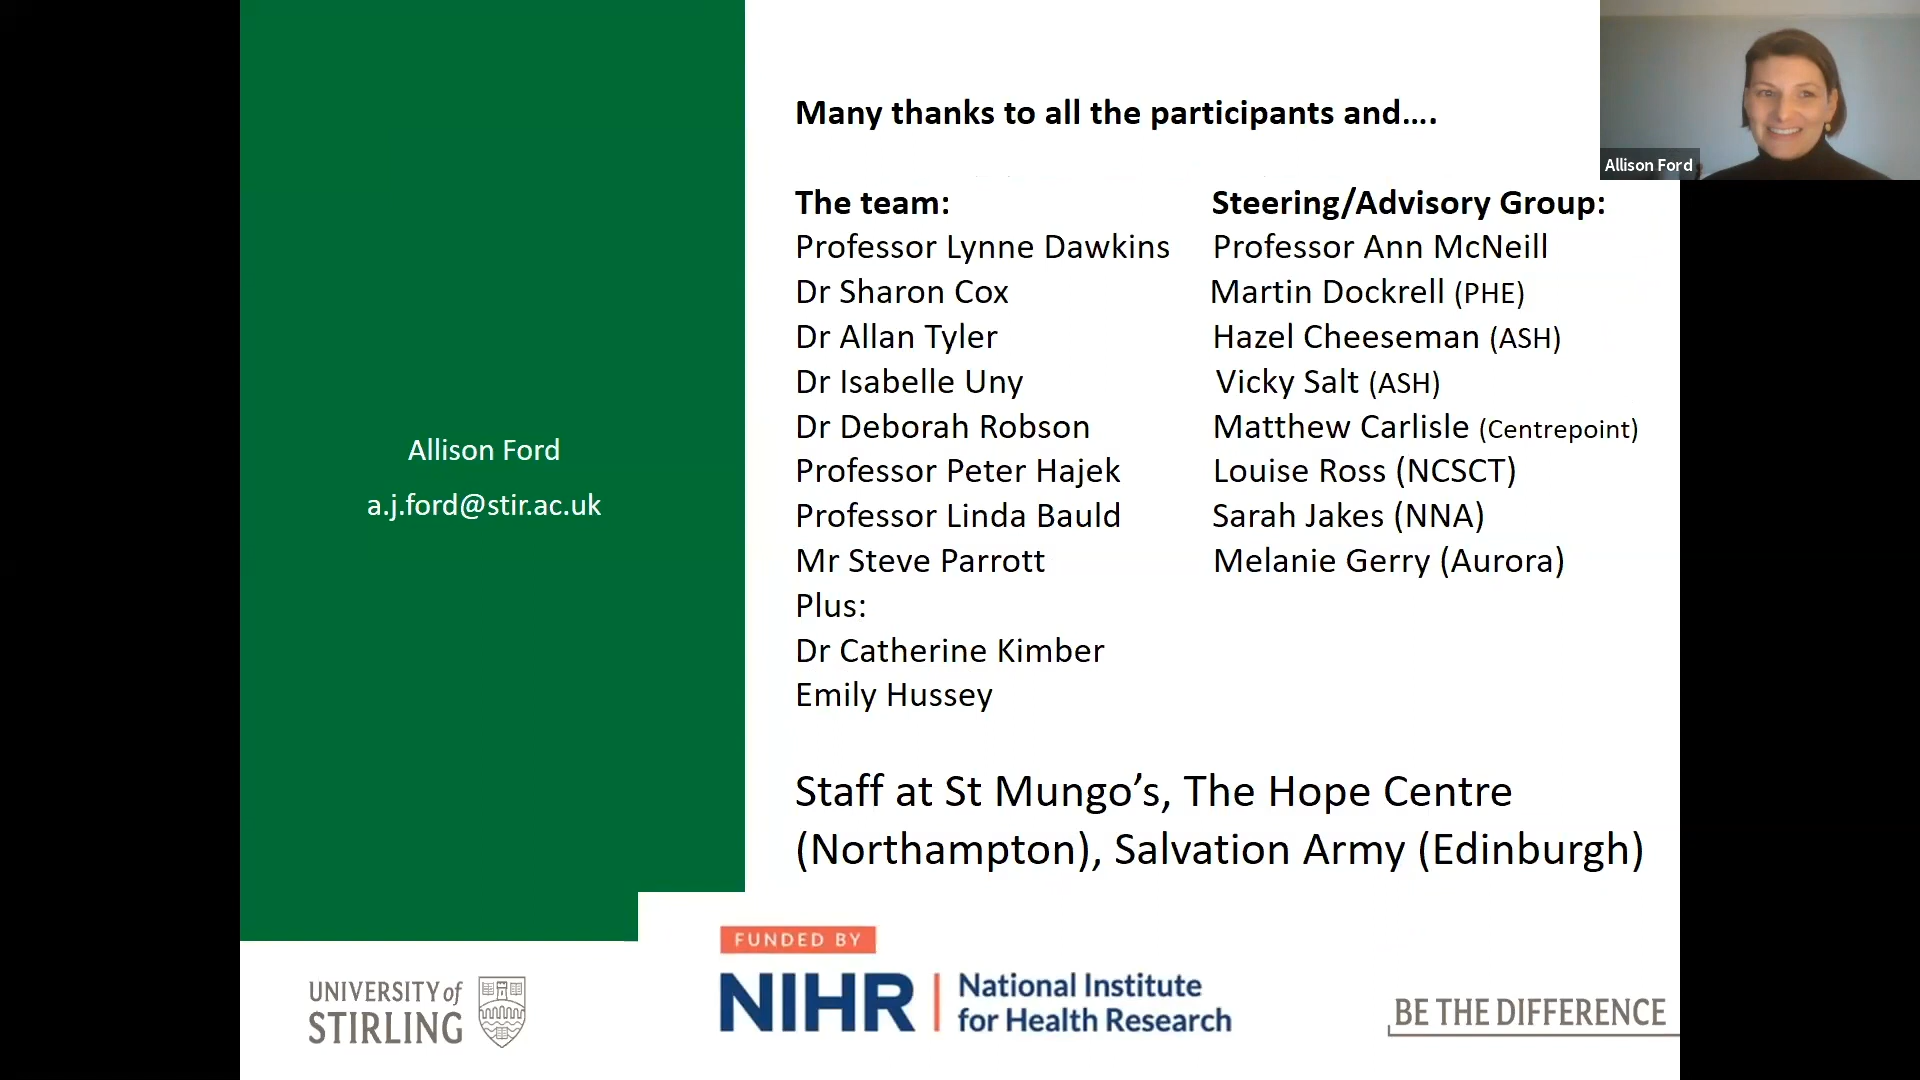 Many thanks to all the participants and....
Allison Ford
The team:
Professor Lynne Dawkins
Dr Sharon Cox
Dr Allan Tyler
Dr Isabelle Uny
Dr Deborah Robson
Professor Peter Hajek
Professor Linda Bauld
Mr Steve Parrott
Plus:
Dr Catherine Kimber
Emily Hussey
Steering/Advisory Group:
Professor Ann McNeill
Martin Dockrell (PHE)
Hazel Cheeseman (ASH)
Vicky Salt (ASH)
Matthew Carlisle (Centrepoint)
Louise Ross (NCSCT)
Sarah Jakes (NNA)
Melanie Gerry (Aurora)
Allison Ford
a.j.ford@stir.ac.uk
Staff at St Mungo’s, The Hope Centre
(Northampton), Salvation Army (Edinburgh)
UNIVERSITY of
STIRLING
FUNDED BY
NIHR | National Institute
for Health Research
BE THE DIFFERENCE